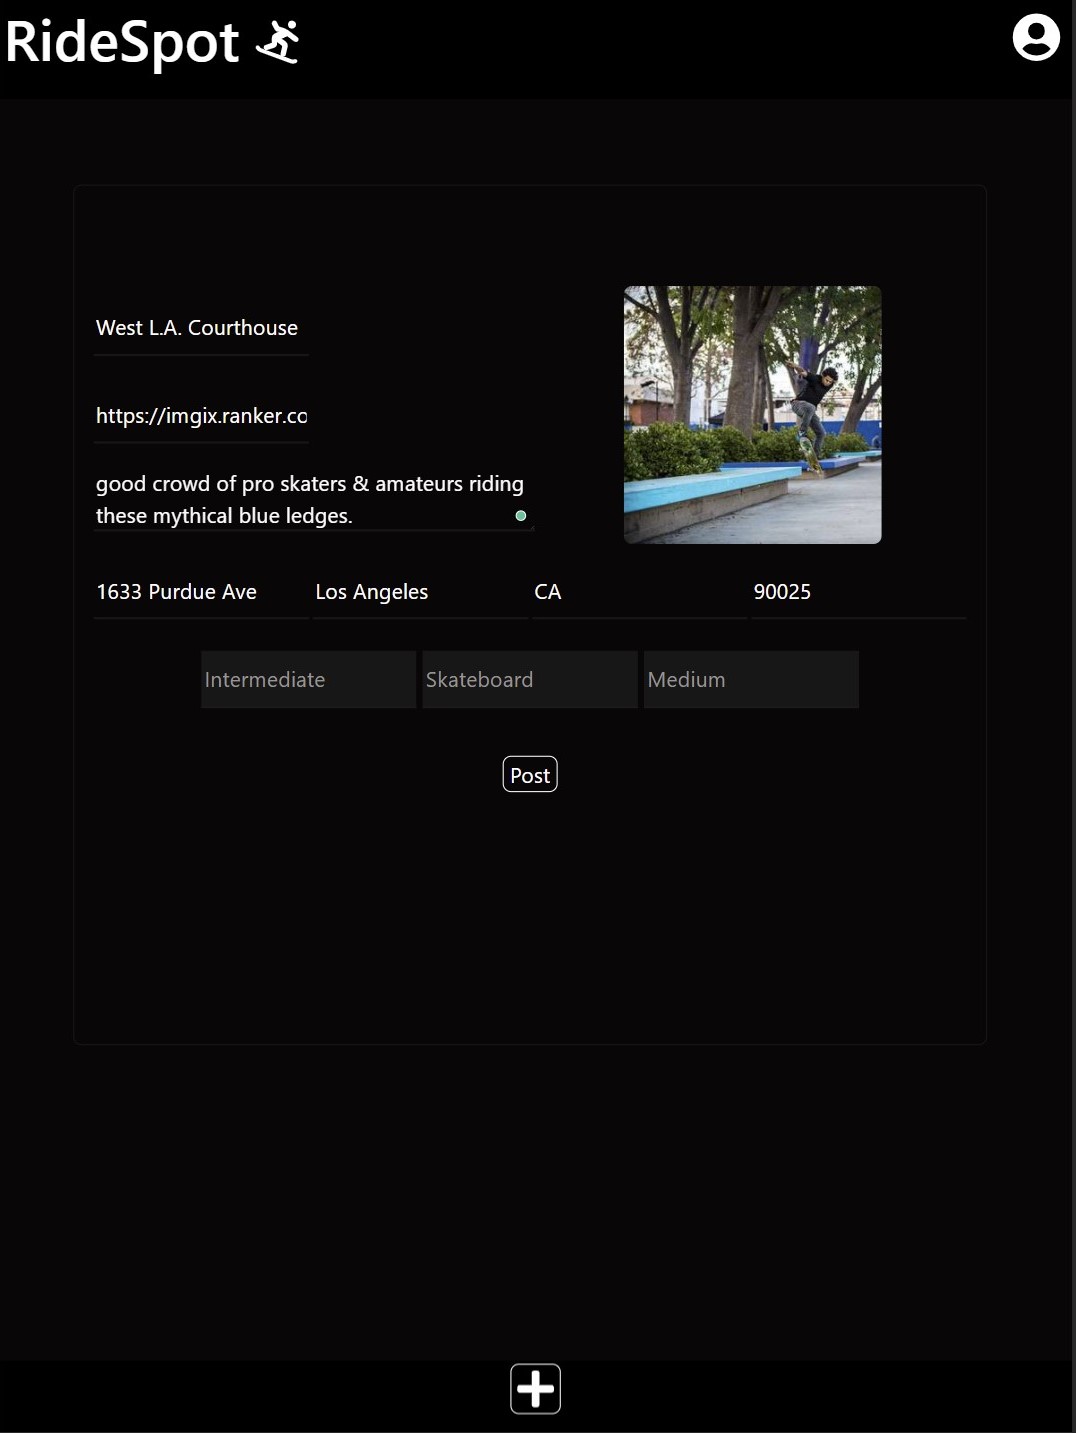 RideSpot
West L.A. Courthouse
https://imgix.ranker.co
good crowd of pro skaters & amateurs riding
these mythical blue ledges.
1633 Purdue Ave Los Angeles CA 90025
Intermediate Skateboard Medium
Post